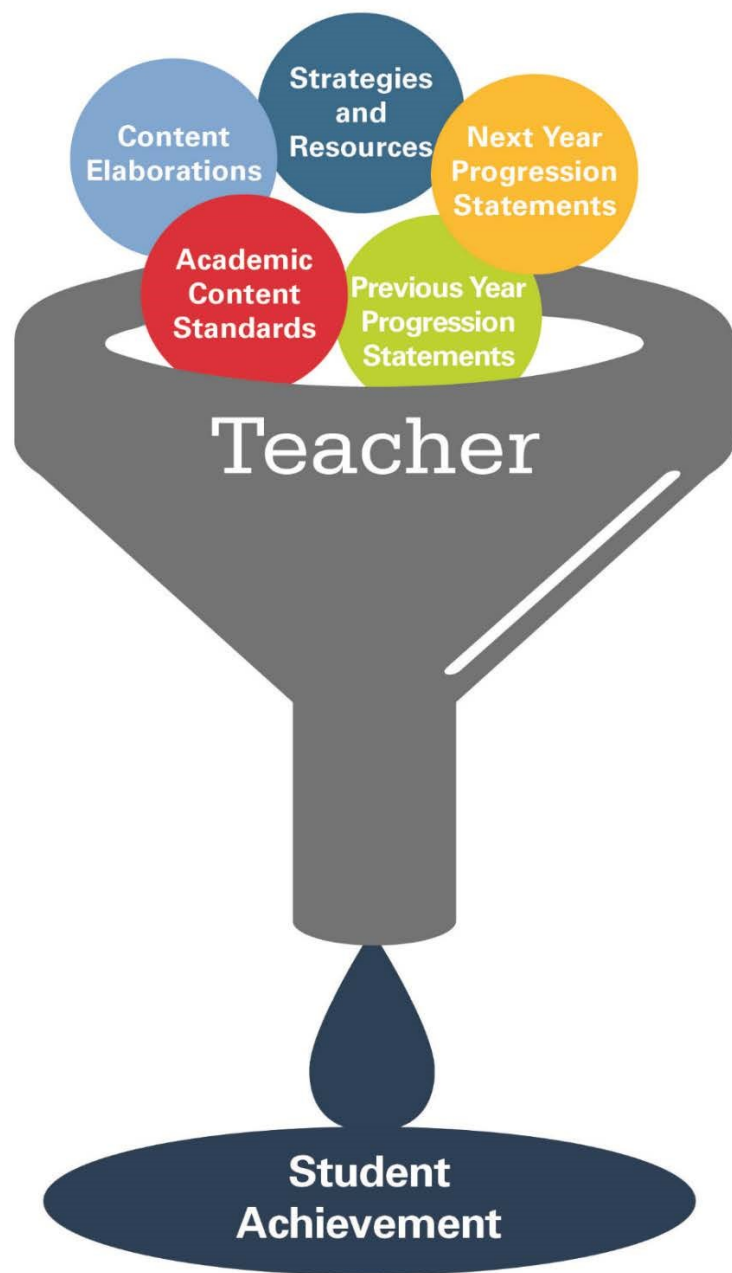 Strategies
and
Resources
Content
Elaborations
Next Year
Progression
Statements
Academic
Content
Standards
Previous Year
Progression
Statements
Teacher
Student
Achievement